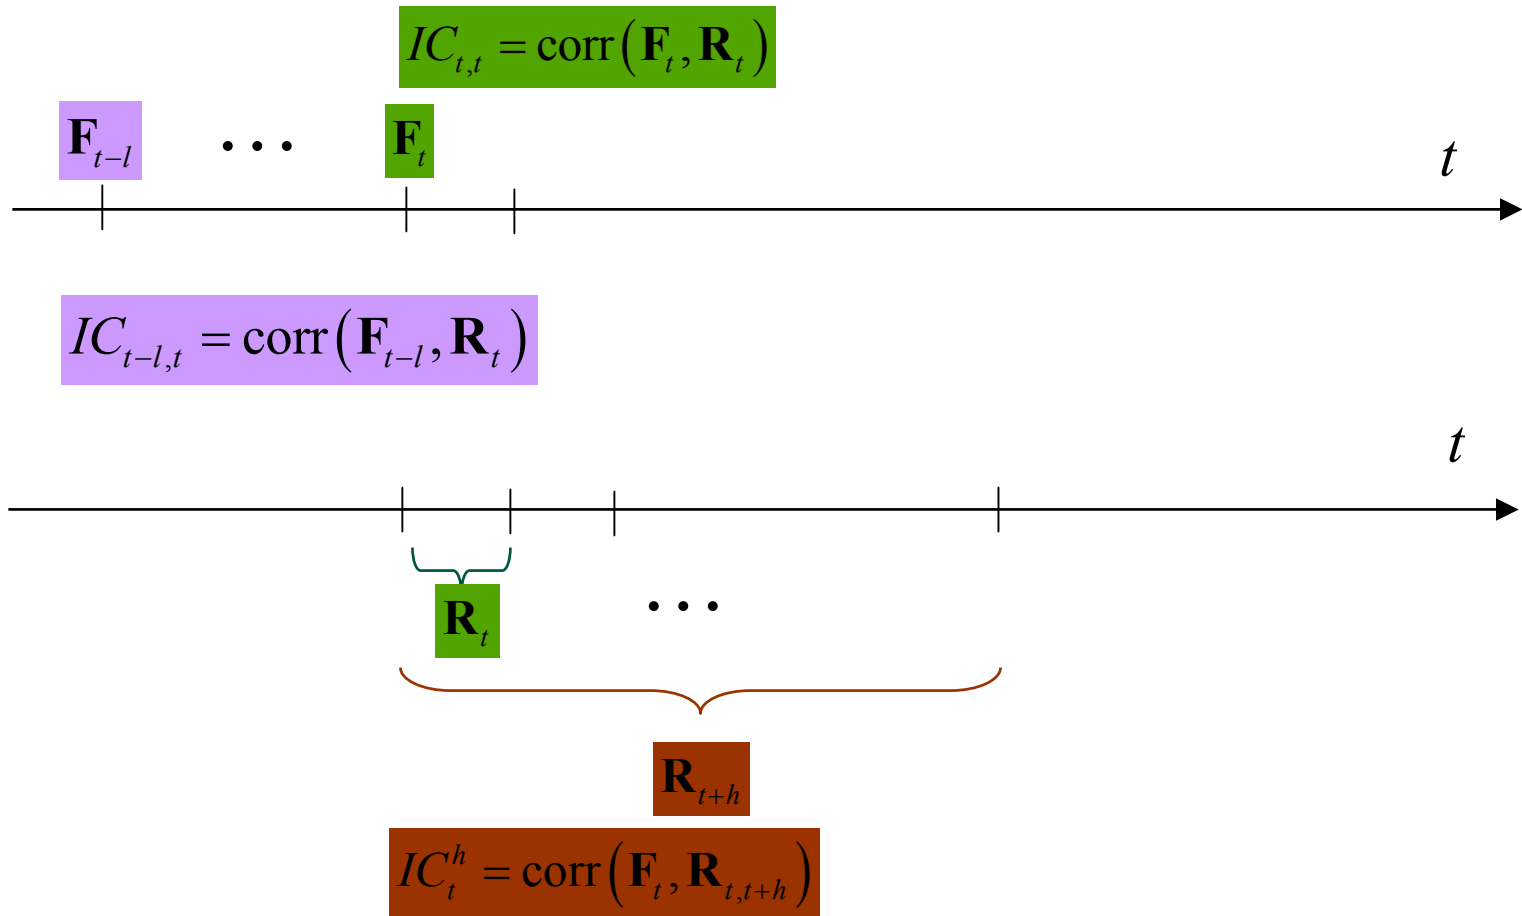 IC_{t,t} = corr(F_t, R_t)
F_{t−l} ... F_t
t
IC_{t−l,t} = corr(F_{t−l}, R_t)
t
R_t ...
R_{t+h}
IC_t^h = corr(F_t, R_{t,t+h})